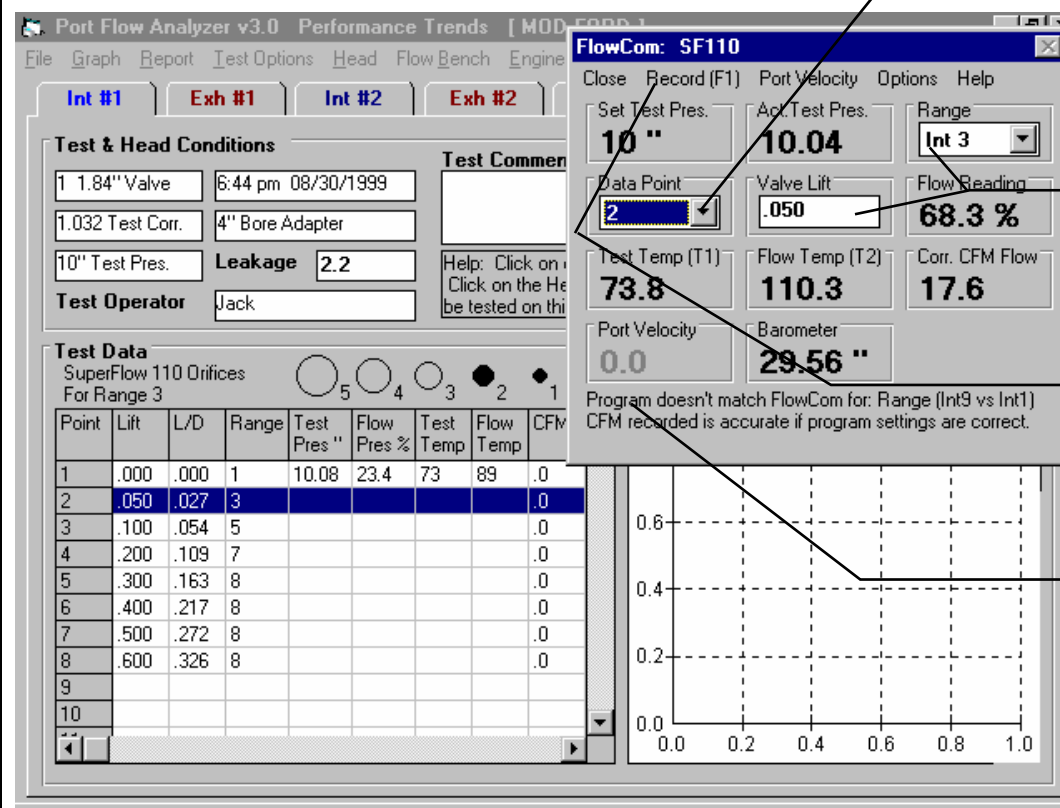 Port Flow Analyzer v3.0 Performance Trends [ MOD FORD ]
File Graph Report Test Options Head Flow Bench Engine
Int #1 Exh #1 Int #2 Exh #2
Test & Head Conditions
1 1.84" Valve 6:44 pm 08/30/1999
1.032 Test Corr. 4" Bore Adapter
10" Test Pres. Leakage 2.2
Test Operator Jack
Test Commen
Help: Click on
Click on the He
be tested on thi
Test Data
SuperFlow 110 Orifices
For Range 3
5 4 3 2 1
Point Lift L/D Range Test Pres " Flow Pres % Test Temp Flow Temp CFM
1 .000 .000 1 10.08 23.4 73 89 .0
2 .050 .027 3 .0
3 .100 .054 5 .0
4 .200 .109 7 .0
5 .300 .163 8 .0
6 .400 .217 8 .0
7 .500 .272 8 .0
8 .600 .326 8 .0
9
10
FlowCom: SF110
Close Record (F1) Port Velocity Options Help
Set Test Pres. Act.Test Pres. Range
10 " 10.04 Int 3
Data Point Valve Lift Flow Reading
2 .050 68.3 %
Test Temp (T1) Flow Temp (T2) Corr. CFM Flow
73.8 110.3 17.6
Port Velocity Barometer
0.0 29.56 "
Program doesn't match FlowCom for: Range (Int9 vs Int1)
CFM recorded is accurate if program settings are correct.
0.6
0.4
0.2
0.0
0.0 0.2 0.4 0.6 0.8 1.0